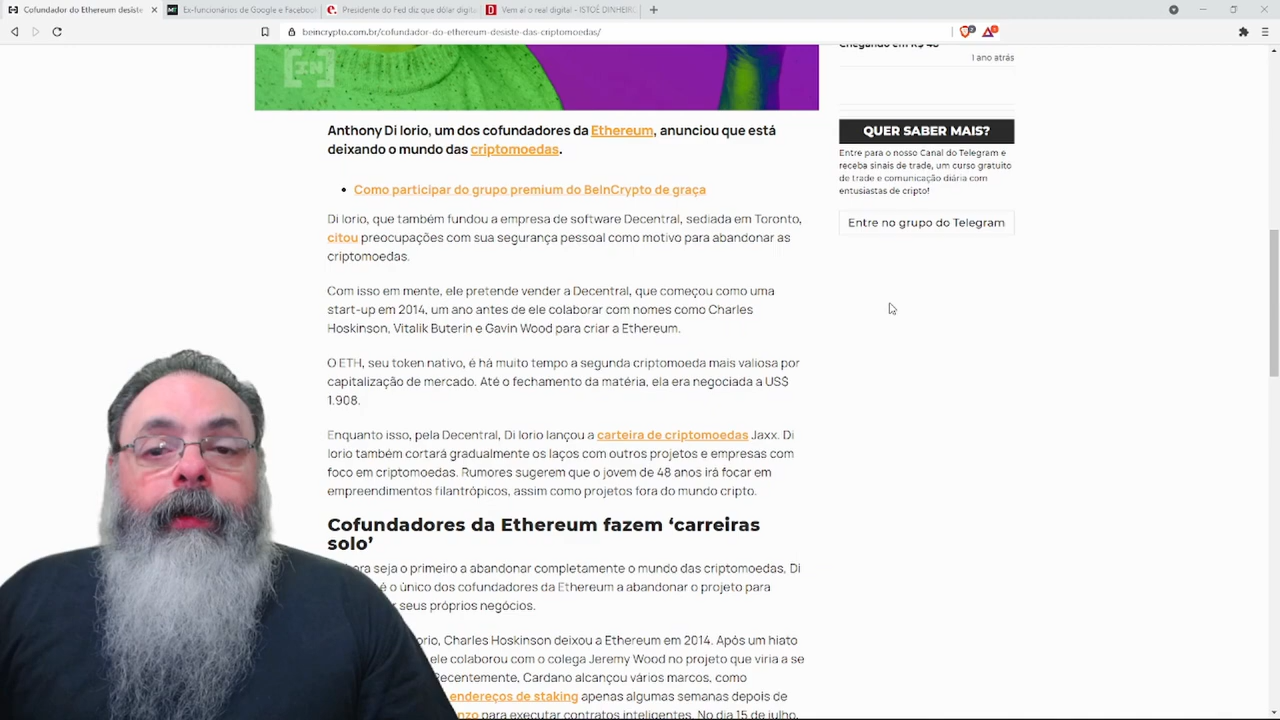 Cofundador do Ethereum desiste
Ex-funcionários de Google e Facebook
Presidente do Fed diz que dólar digital
Vem aí o real digital - ISTOÉ DINHEIRO
beincrypto.com.br/cofundador-do-ethereum-desiste-das-criptomoedas/
IN
Chegando em R$ 48
1 ano atrás
Anthony Di Iorio, um dos cofundadores da Ethereum, anunciou que está
deixando o mundo das criptomoedas.
Como participar do grupo premium do BeInCrypto de graça
Di Iorio, que também fundou a empresa de software Decentral, sediada em Toronto,
citou preocupações com sua segurança pessoal como motivo para abandonar as
criptomoedas.
Com isso em mente, ele pretende vender a Decentral, que começou como uma
start-up em 2014, um ano antes de ele colaborar com nomes como Charles
Hoskinson, Vitalik Buterin e Gavin Wood para criar a Ethereum.
O ETH, seu token nativo, é há muito tempo a segunda criptomoeda mais valiosa por
capitalização de mercado. Até o fechamento da matéria, ela era negociada a US$
1.908.
Enquanto isso, pela Decentral, Di Iorio lançou a carteira de criptomoedas Jaxx. Di
Iorio também cortará gradualmente os laços com outros projetos e empresas com
foco em criptomoedas. Rumores sugerem que o jovem de 48 anos irá focar em
empreendimentos filantrópicos, assim como projetos fora do mundo cripto.
Cofundadores da Ethereum fazem ‘carreiras
solo’
seja o primeiro a abandonar completamente o mundo das criptomoedas, Di
é o único dos cofundadores da Ethereum a abandonar o projeto para
seus próprios negócios.
Charles Hoskinson deixou a Ethereum em 2014. Após um hiato
ele colaborou com o colega Jeremy Wood no projeto que viria a se
Recentemente, Cardano alcançou vários marcos, como
endereços de staking apenas algumas semanas depois de
para executar contratos inteligentes. No dia 15 de julho,
QUER SABER MAIS?
Entre para o nosso Canal do Telegram e
receba sinais de trade, um curso gratuito
de trade e comunicação diária com
entusiastas de cripto!
Entre no grupo do Telegram